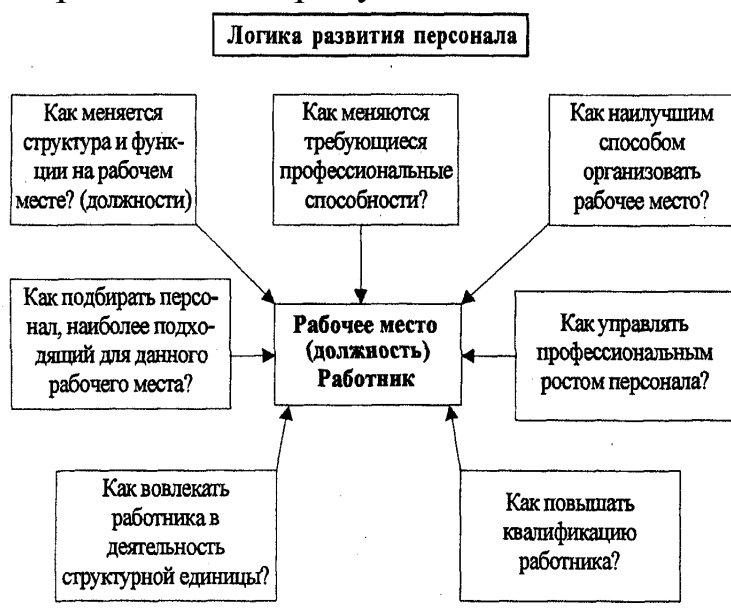 Логика развития персонала
Как меняется
структура и функ-
ции на рабочем
месте? (должности)
Как меняются
требующиеся
профессиональные
способности?
Как наилучшим
способом
организовать
рабочее место?
Как подбирать персо-
нал, наиболее подхо-
дящий для данного
рабочего места?
Рабочее место
(должность)
Работник
Как управлять
профессиональным
ростом персонала?
Как вовлекать
работника в
деятельность
структурной единицы?
Как повышать
квалификацию
работника?